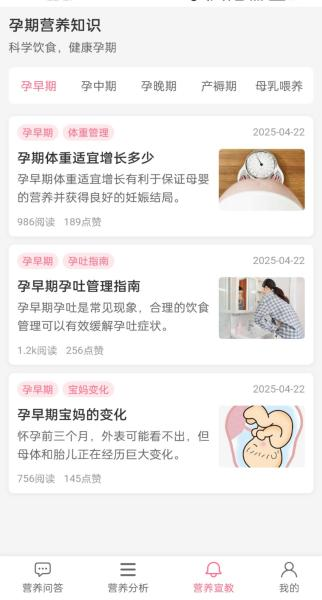 孕期营养知识
科学饮食，健康孕期
孕早期 孕中期 孕晚期 产褥期 母乳喂养
孕早期 体重管理 2025-04-22
孕期体重适宜增长多少
孕早期体重适宜增长有利于保证母婴
的营养并获得良好的妊娠结局。
986阅读 189点赞
孕早期 孕吐指南 2025-04-22
孕早期孕吐管理指南
孕早期孕吐是常见现象，合理的饮食
管理可以有效缓解孕吐症状。
1.2k阅读 256点赞
孕早期 宝妈变化 2025-04-22
孕早期宝妈的变化
怀孕前三个月，外表可能看不出，但
母体和胎儿正在经历巨大变化。
756阅读 145点赞
营养问答 营养分析 营养宣教 我的